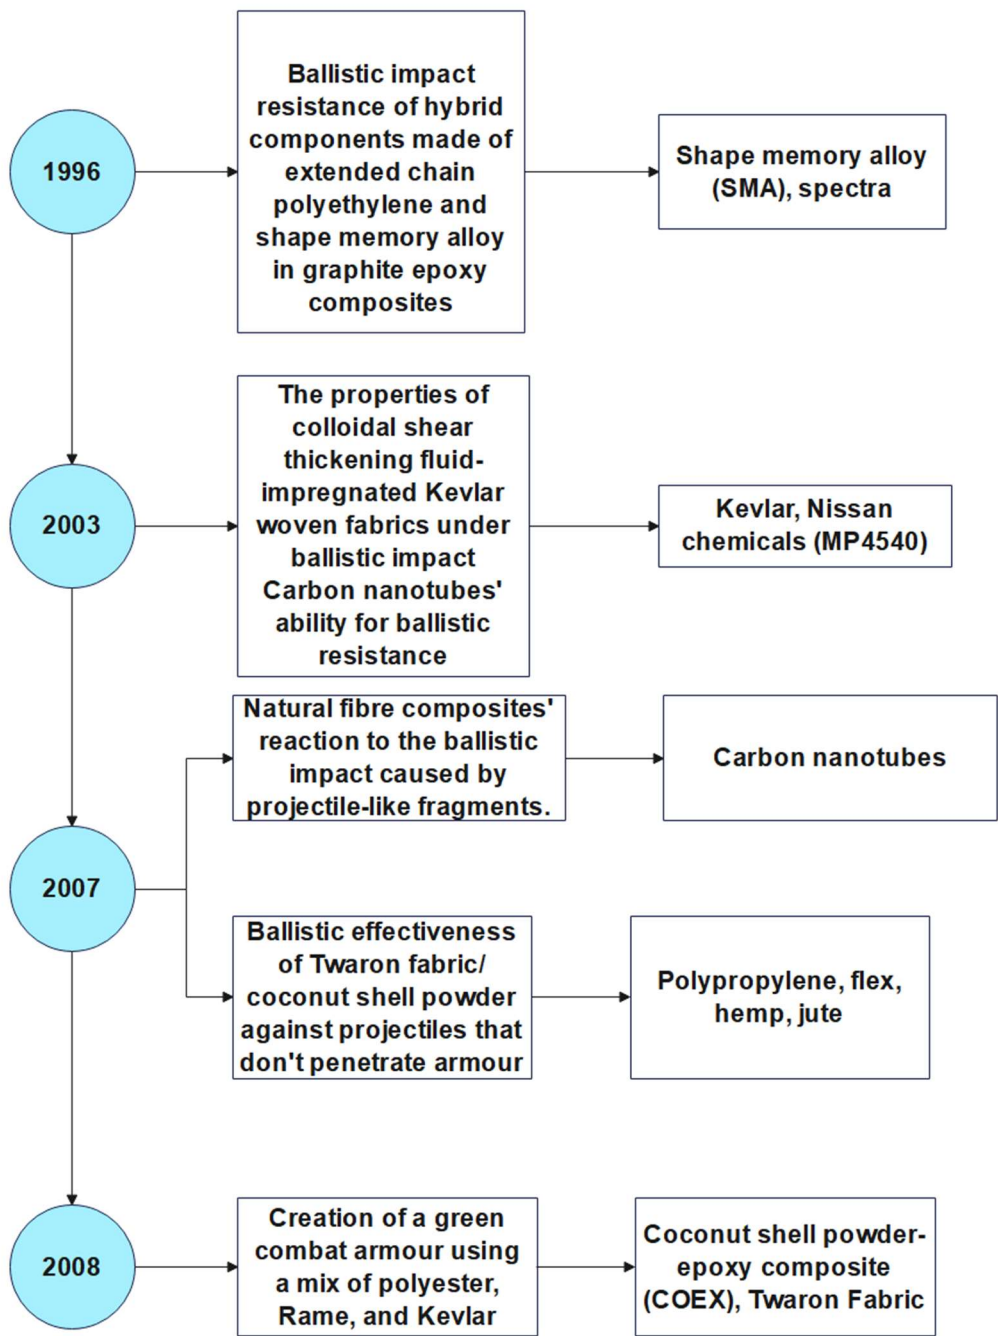 1996
Ballistic impact
resistance of hybrid
components made of
extended chain
polyethylene and
shape memory alloy
in graphite epoxy
composites
Shape memory alloy
(SMA), spectra
2003
The properties of
colloidal shear
thickening fluid-
impregnated Kevlar
woven fabrics under
ballistic impact
Carbon nanotubes'
ability for ballistic
resistance
Kevlar, Nissan
chemicals (MP4540)
2007
Natural fibre composites'
reaction to the ballistic
impact caused by
projectile-like fragments.
Carbon nanotubes
Ballistic effectiveness
of Twaron fabric/
coconut shell powder
against projectiles that
don't penetrate armour
Polypropylene, flex,
hemp, jute
2008
Creation of a green
combat armour using
a mix of polyester,
Rame, and Kevlar
Coconut shell powder-
epoxy composite
(COEX), Twaron Fabric